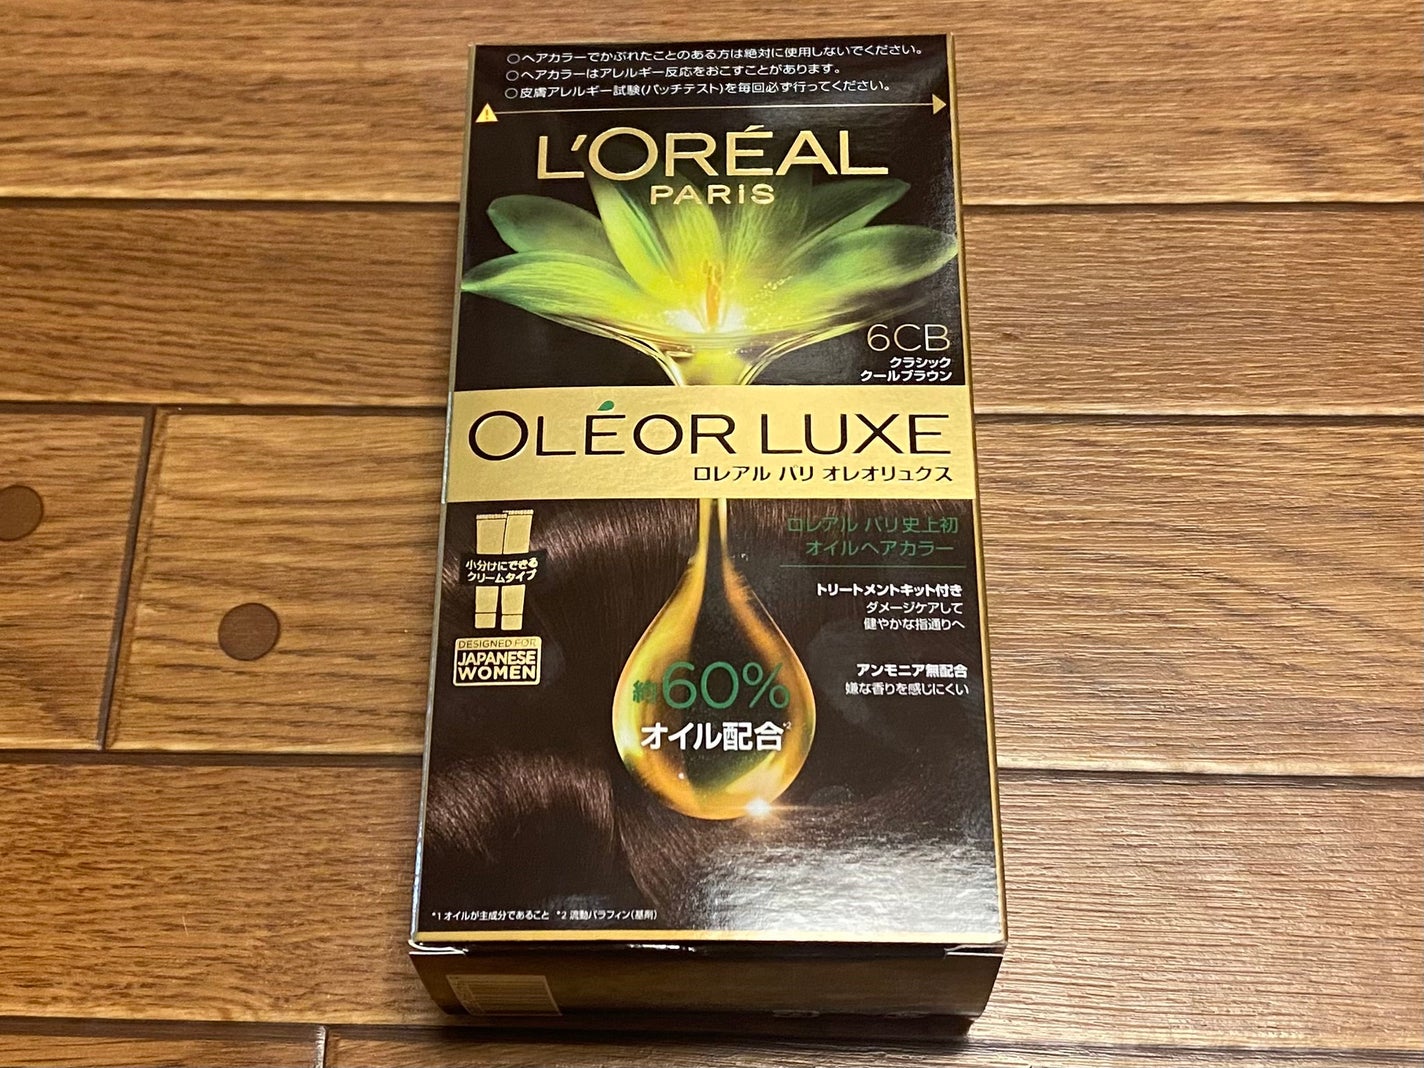 ○ヘアカラーでかぶれたことのある方は絶対に使用しないでください。
○ヘアカラーはアレルギー反応をおこすことがあります。
○皮膚アレルギー試験(パッチテスト)を毎回必ず行ってください。
L'ORÉAL
PARIS
6CB
クラシック
クールブラウン
OLÉOR LUXE
ロレアル パリ オレオリュクス
ロレアル パリ史上初
オイルヘアカラー
小分けにできる
クリームタイプ
トリートメントキット付き
ダメージケアして
健やかな指通りへ
DESIGNED FOR
JAPANESE
WOMEN
アンモニア無配合
嫌な香りを感じにくい
約60%
オイル配合*2
*1 オイルが主成分であること *2 流動パラフィン(基剤)